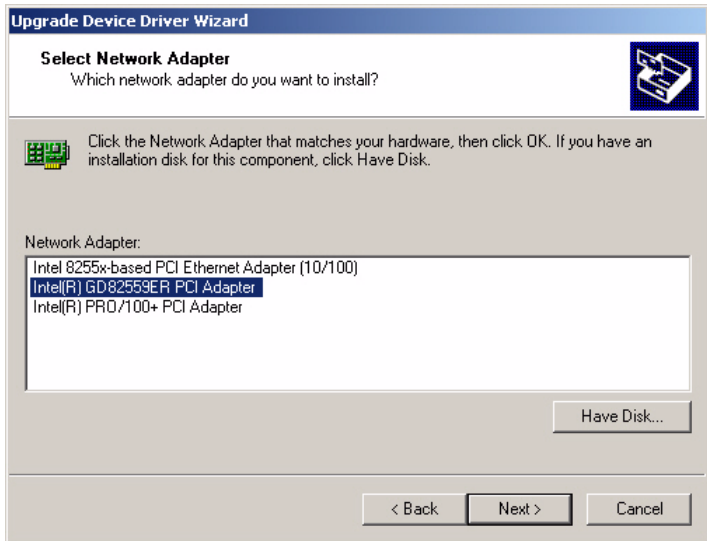 Upgrade Device Driver Wizard
Select Network Adapter
Which network adapter do you want to install?
Click the Network Adapter that matches your hardware, then click OK. If you have an
installation disk for this component, click Have Disk.
Network Adapter:
Intel 8255x-based PCI Ethernet Adapter (10/100)
Intel(R) GD82559ER PCI Adapter
Intel(R) PRO/100+ PCI Adapter
Have Disk...
< Back
Next >
Cancel